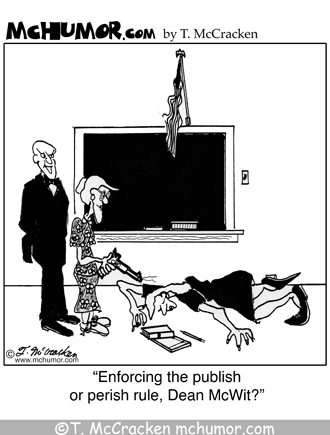 McHUMOR.com by T. McCracken
© T. McCracken
www.mchumor.com
"Enforcing the publish
or perish rule, Dean McWit?"
©T. McCracken mchumor.com